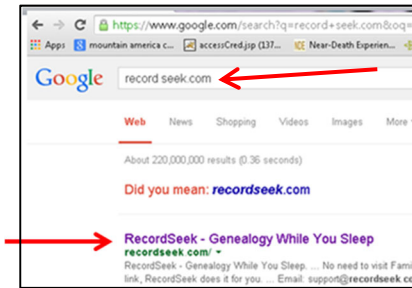 https://www.google.com/search?q=record+seek.com&oq=
Apps mountain america c... accessCred.jsp (137... NDE Near-Death Experien...
Google record seek.com
Web News Shopping Videos Images More
About 220,000,000 results (0.36 seconds)
Did you mean: recordseek.com
RecordSeek - Genealogy While You Sleep
recordseek.com/
RecordSeek - Genealogy While You Sleep. ... No need to visit Fami
link, RecordSeek does it for you. ... Email: support@recordseek.co